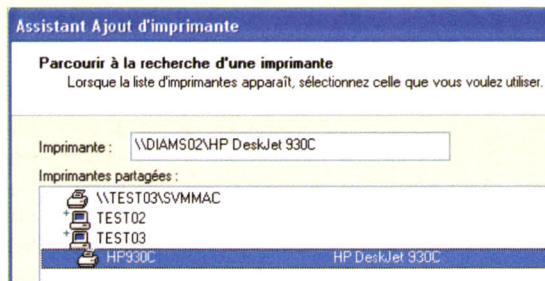 Assistant Ajout d'imprimante
Parcourir à la recherche d'une imprimante
Lorsque la liste d'imprimantes apparaît, sélectionnez celle que vous voulez utiliser.
Imprimante : \\DIAMS02\HP DeskJet 930C
Imprimantes partagées :
\\TEST03\SVMMAC
TEST02
TEST03
HP930C HP DeskJet 930C